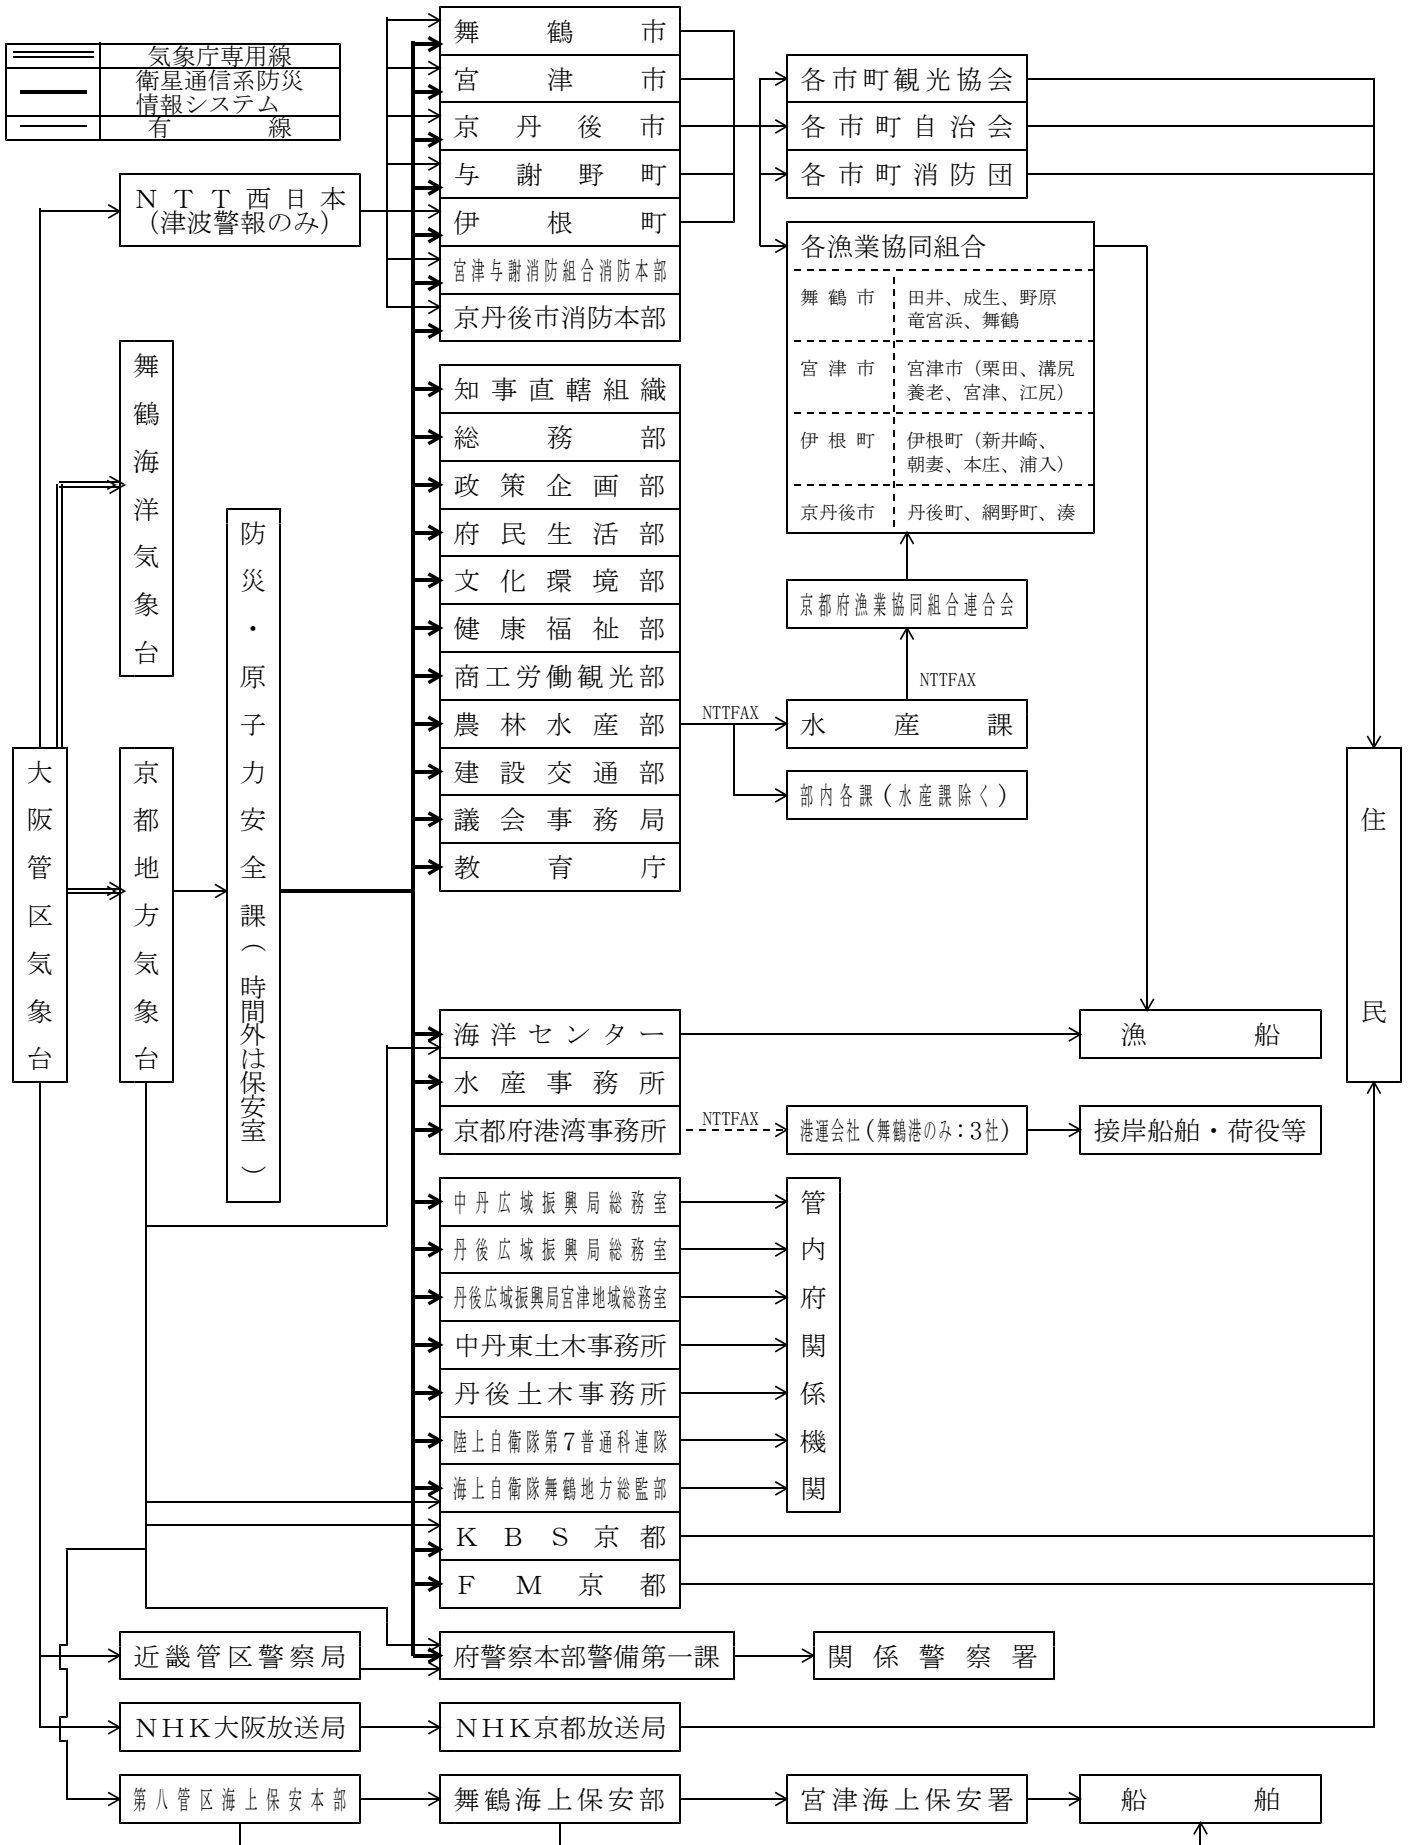 気象庁専用線
衛星通信系防災
情報システム
有線
NTT西日本
（津波警報のみ）
舞鶴海洋気象台
大阪管区気象台
京都地方気象台
防災・原子力安全課（時間外は保安室）
舞鶴市
宮津市
京丹後市
与謝野町
伊根町
宮津与謝消防組合消防本部
京丹後市消防本部
知事直轄組織
総務部
政策企画部
府民生活部
文化環境部
健康福祉部
商工労働観光部
農林水産部
建設交通部
議会事務局
教育庁
各市町観光協会
各市町自治会
各市町消防団
各漁業協同組合
舞鶴市 田井、成生、野原
竜宮浜、舞鶴
宮津市 宮津市（栗田、溝尻
養老、宮津、江尻）
伊根町 伊根町（新井崎、
朝妻、本庄、浦入）
京丹後市 丹後町、網野町、湊
京都府漁業協同組合連合会
NTTFAX
NTTFAX
水産課
部内各課（水産課除く）
住民
海洋センター
水産事務所
京都府港湾事務所
漁船
NTTFAX
港運会社（舞鶴港のみ：3社）
接岸船舶・荷役等
中丹広域振興局総務室
丹後広域振興局総務室
丹後広域振興局宮津地域総務室
中丹東土木事務所
丹後土木事務所
陸上自衛隊第7普通科連隊
海上自衛隊舞鶴地方総監部
KBS京都
FM京都
管内府関係機関
近畿管区警察局
府警察本部警備第一課
関係警察署
NHK大阪放送局
NHK京都放送局
第八管区海上保安本部
舞鶴海上保安部
宮津海上保安署
船舶